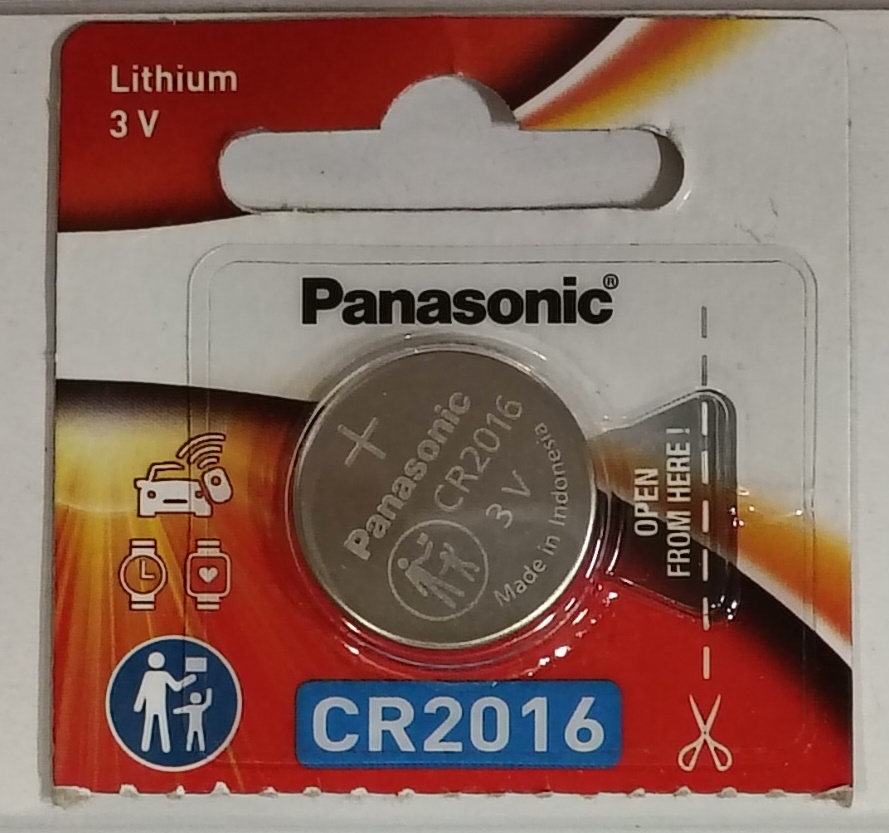 Lithium
3 V
Panasonic®
+
Panasonic
CR2016
3 V
Made in Indonesia
OPEN
FROM HERE !
CR2016